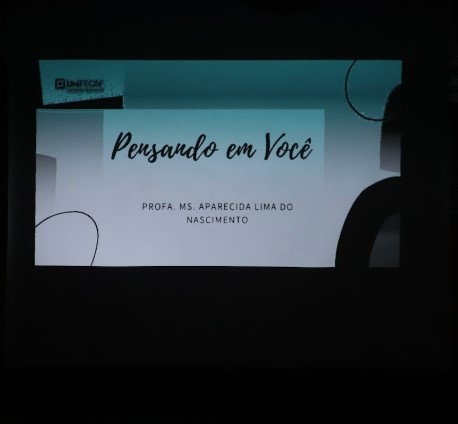 UniFECAF
Pensando em Você
PROFA. MS. APARECIDA LIMA DO
NASCIMENTO